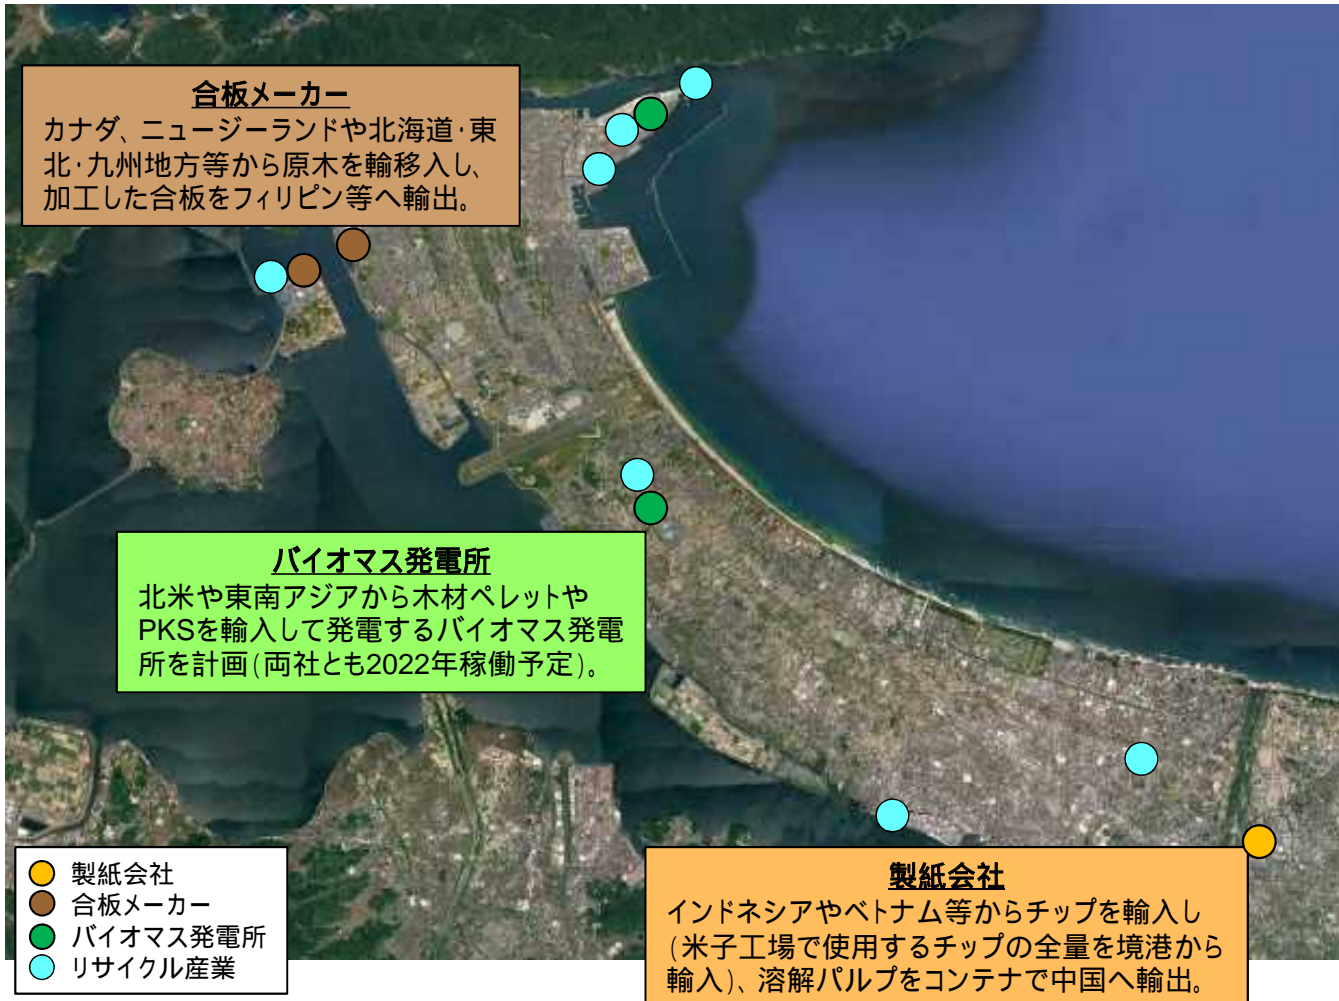 合板メーカー
カナダ、ニュージーランドや北海道・東
北・九州地方等から原木を輸移入し、
加工した合板をフィリピン等へ輸出。
バイオマス発電所
北米や東南アジアから木材ペレットや
PKSを輸入して発電するバイオマス発電
所を計画(両社とも2022年稼働予定)。
製紙会社
合板メーカー
バイオマス発電所
リサイクル産業
製紙会社
インドネシアやベトナム等からチップを輸入し
(米子工場で使用するチップの全量を境港から
輸入)、溶解パルプをコンテナで中国へ輸出。